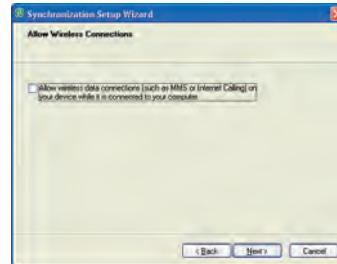 Synchronization Setup Wizard
Allow Wireless Connections
Allow wireless data connections (such as MMS or Internet Calling) on
your device while it is connected to your computer.
< Back
Next >
Cancel